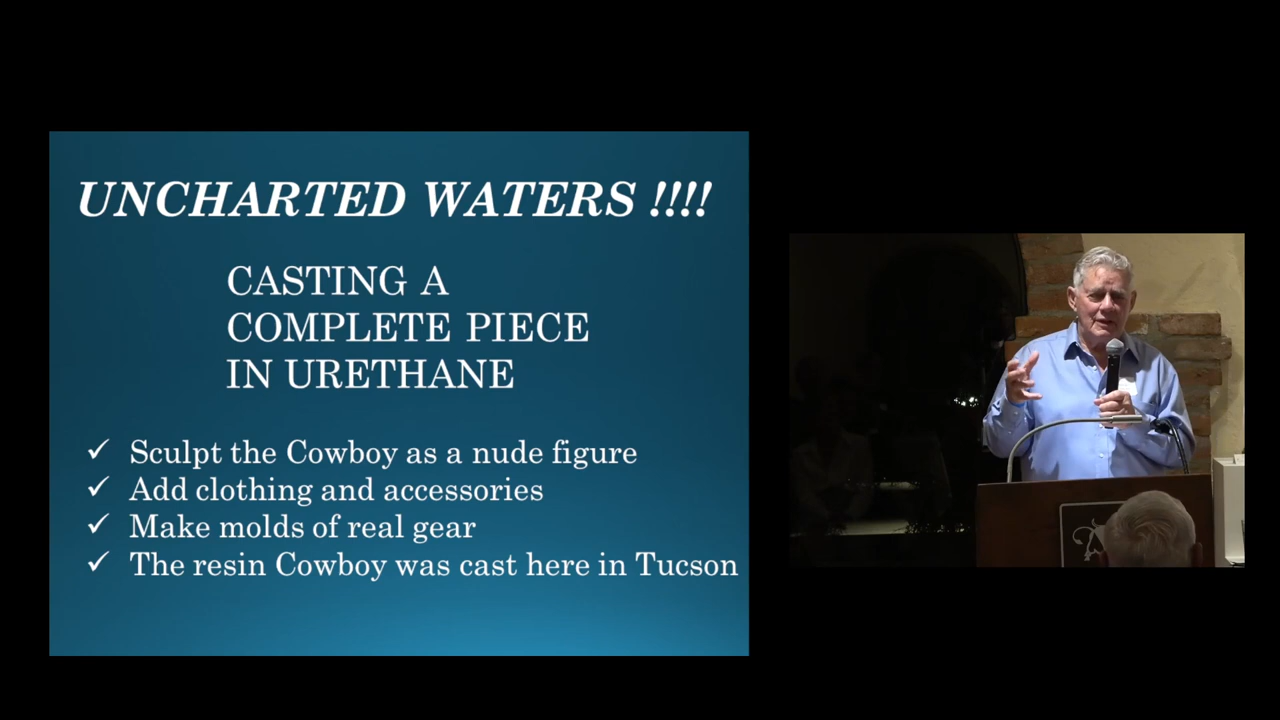 UNCHARTED WATERS !!!!
CASTING A
COMPLETE PIECE
IN URETHANE
✓ Sculpt the Cowboy as a nude figure
✓ Add clothing and accessories
✓ Make molds of real gear
✓ The resin Cowboy was cast here in Tucson